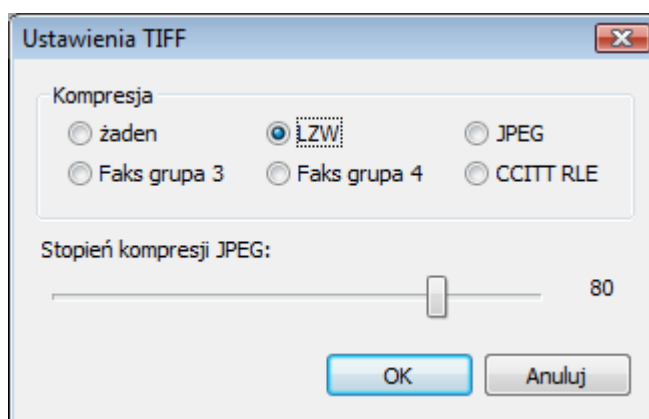 Ustawienia TIFF
Kompresja
żaden LZW JPEG
Faks grupa 3 Faks grupa 4 CCITT RLE
Stopień kompresji JPEG:
80
OK Anuluj